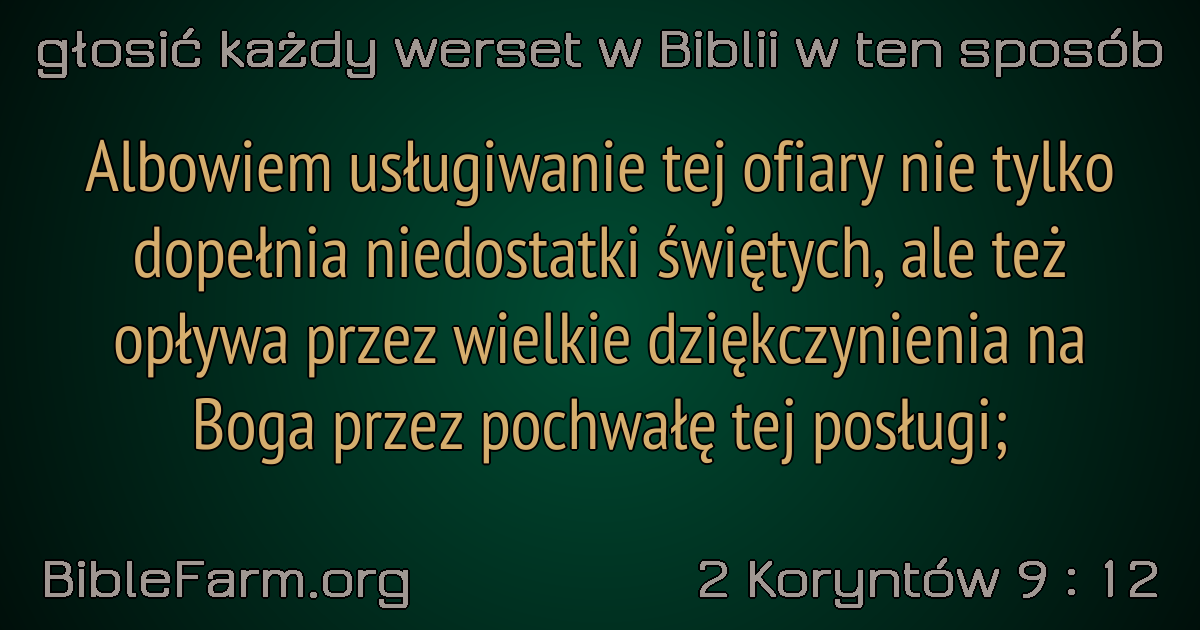 głosić każdy werset w Biblii w ten sposób
Albowiem usługiwanie tej ofiary nie tylko
dopełnia niedostatki świętych, ale też
opływa przez wielkie dziękczynienia na
Boga przez pochwałę tej posługi;
BibleFarm.org
2 Koryntów 9 : 12